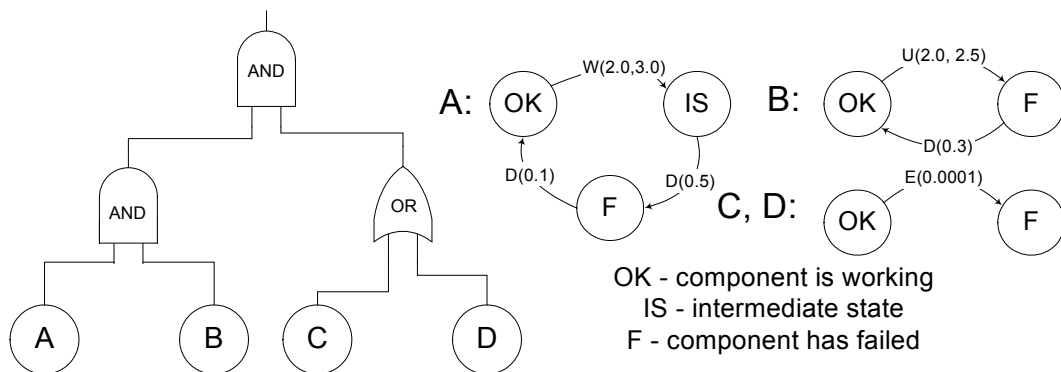 AND
AND
OR
A
B
C
D
A:
OK
W(2.0,3.0)
IS
D(0.1)
D(0.5)
F
B:
OK
U(2.0, 2.5)
F
D(0.3)
C, D:
E(0.0001)
OK
F
OK - component is working
IS - intermediate state
F - component has failed